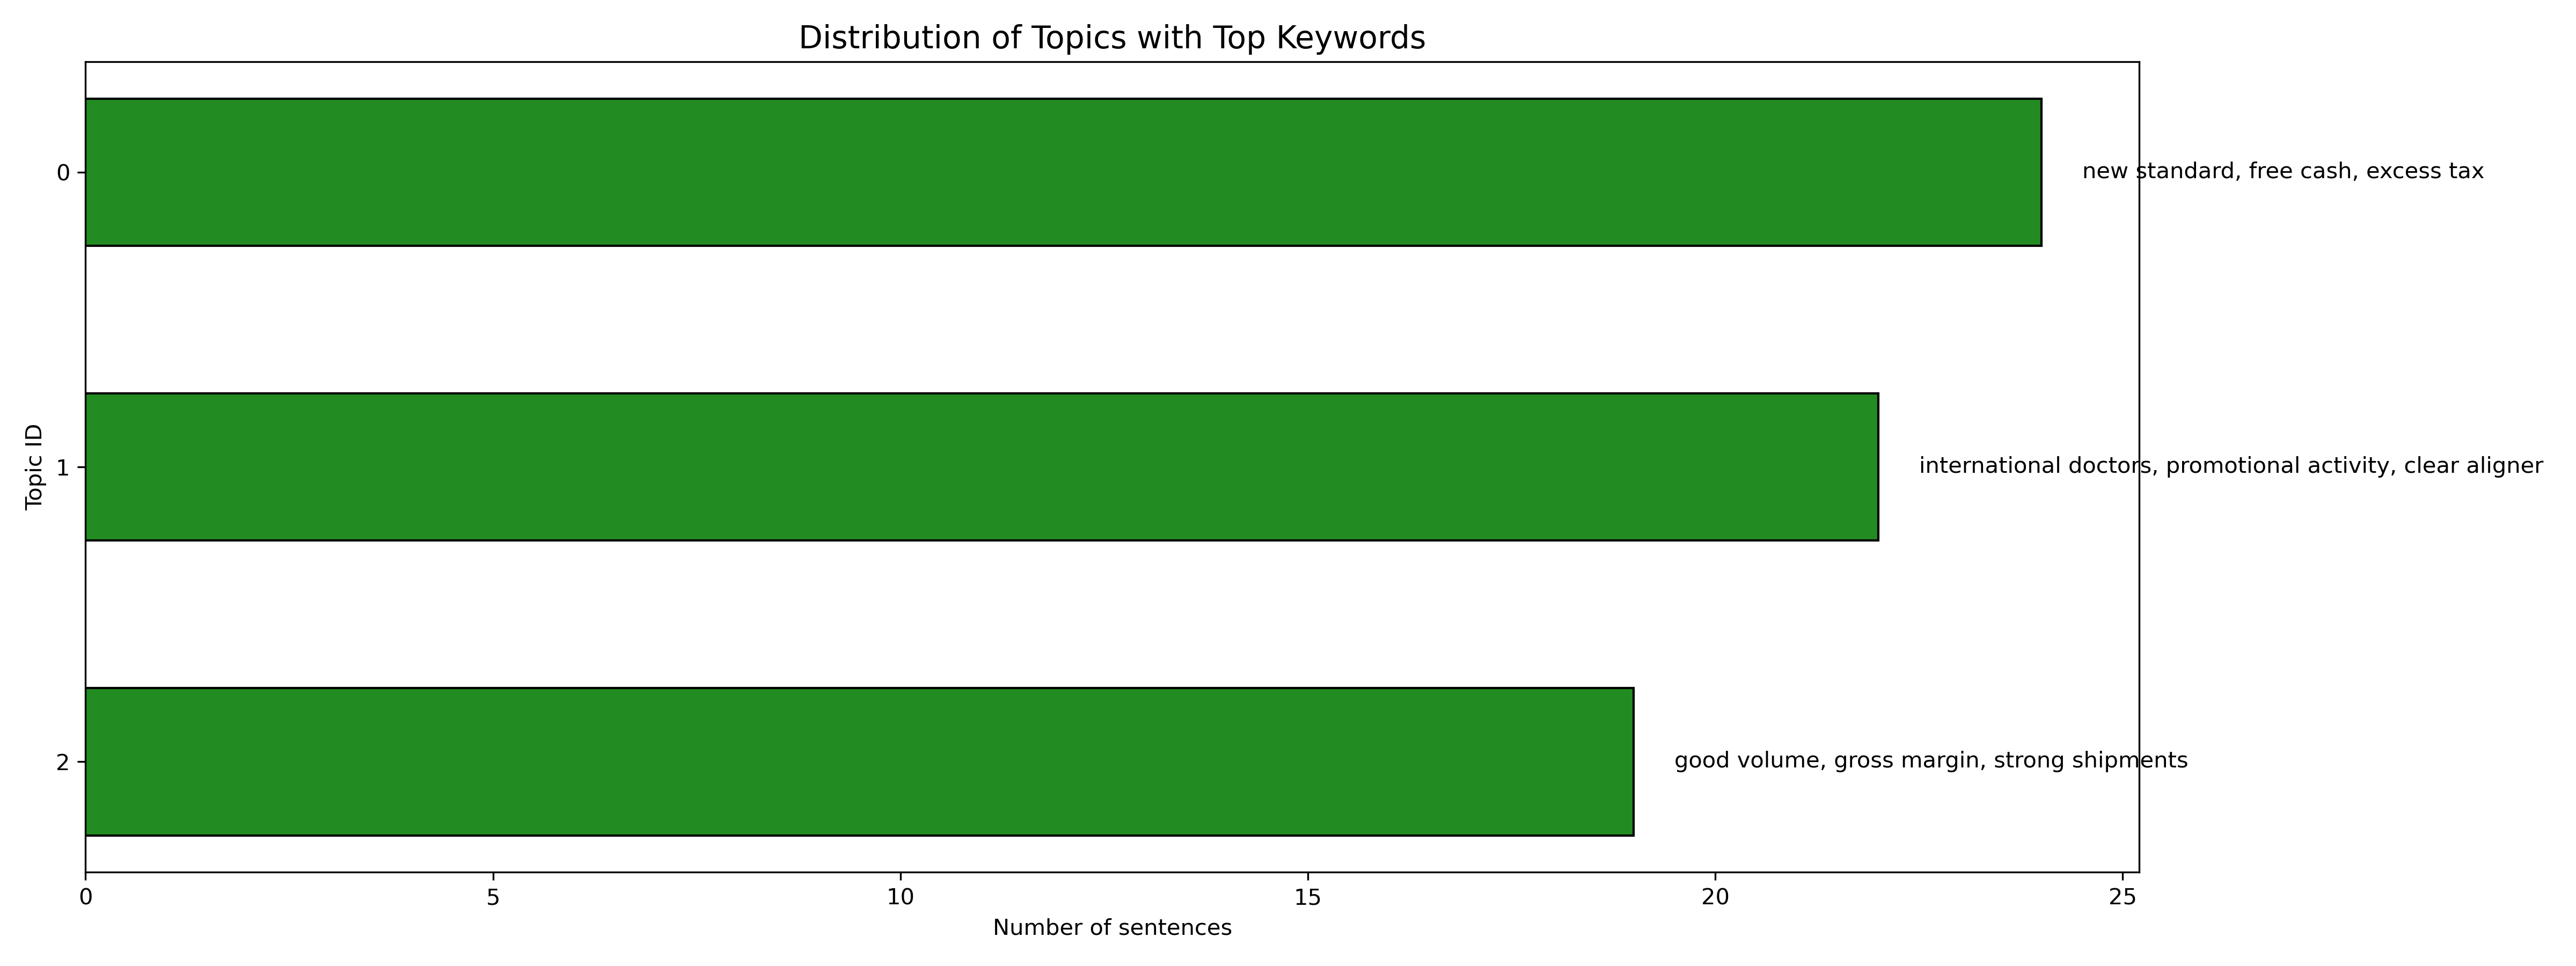 Distribution of Topics with Top Keywords
0
new standard, free cash, excess tax
Topic ID
1
international doctors, promotional activity, clear aligner
2
good volume, gross margin, strong shipments
0
5
10
15
20
25
Number of sentences